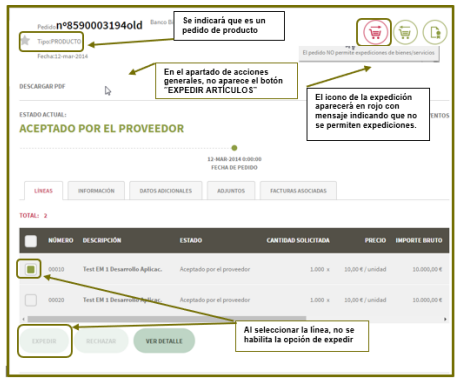 Pedido:nº8590003194old
Banco B
Se indicará que es un
pedido de producto
Tipo:PRODUCTO
Fecha:12-mar-2014
El pedido NO permite expediciones de bienes/servicios
En el apartado de acciones
generales, no aparece el botón
"EXPEDIR ARTÍCULOS"
DESCARGAR PDF
El icono de la expedición
aparecerá en rojo con
mensaje indicando que no
se permiten expediciones.
ESTADO ACTUAL:
ENTOS
ACEPTADO POR EL PROVEEDOR
12-MAR-2014 0:00:00
FECHA DE PEDIDO
LÍNEAS INFORMACIÓN DATOS ADICIONALES ADJUNTOS FACTURAS ASOCIADAS
TOTAL: 2
NÚMERO DESCRIPCIÓN ESTADO CANTIDAD SOLICITADA PRECIO IMPORTE BRUTO
00010 Test EM 1 Desarrollo Aplicac. Aceptado por el proveedor 1.000 x 10,00 € / unidad 10.000,00 €
00020 Test EM 1 Desarrollo Aplicac. Aceptado por el proveedor 1.000 x 10,00 € / unidad 10.000,00 €
EXPEDIR RECHAZAR VER DETALLE
Al seleccionar la línea, no se
habilita la opción de expedir